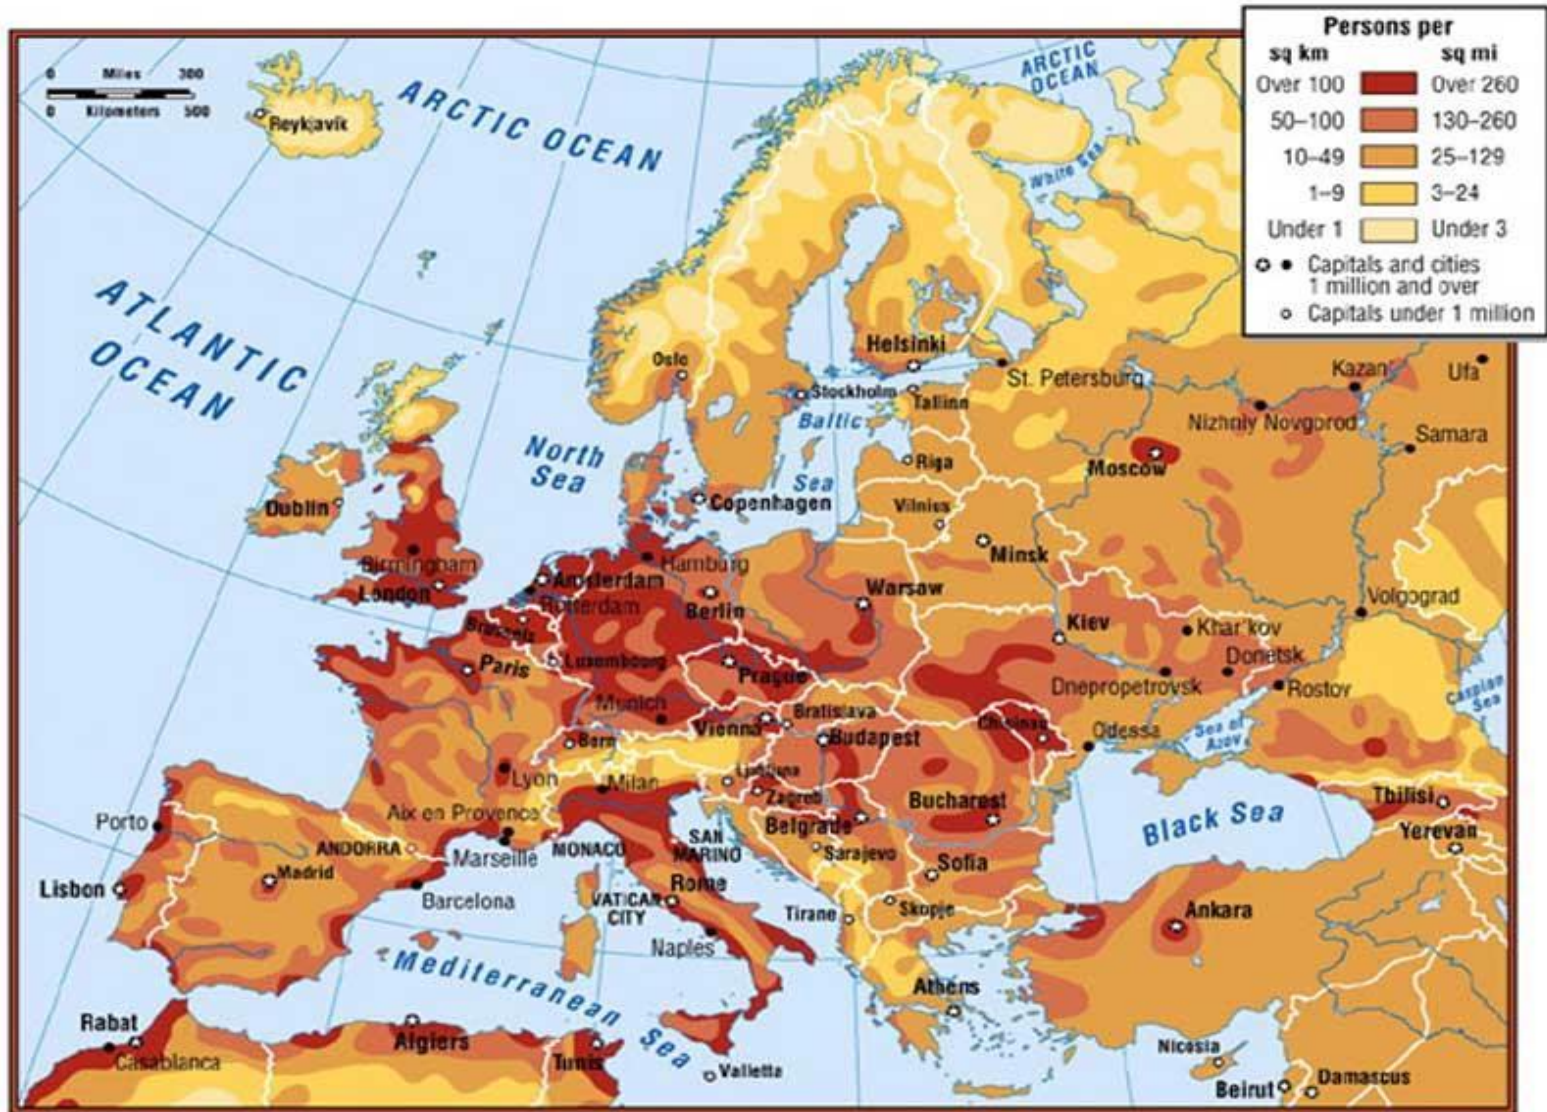 Persons per
sq km sq mi
Over 100 Over 260
50–100 130–260
10–49 25–129
1–9 3–24
Under 1 Under 3
Capitals and cities
1 million and over
Capitals under 1 million
0 Miles 300
0 Kilometers 500
ARCTIC OCEAN
ARCTIC
OCEAN
Reykjavik
White Sea
ATLANTIC
OCEAN
Oslo
Helsinki
St. Petersburg
Kazan'
Ufa
Stockholm
Tallinn
Baltic
Sea
Nizhniy Novgorod
Samara
North
Sea
Riga
Moscow
Dublin
Copenhagen
Vilnius
Minsk
Birmingham
London
Hamburg
Amsterdam
Rotterdam
Berlin
Warsaw
Volgograd
Brussels
Kiev
Khar'kov
Paris
Luxembourg
Prague
Donetsk
Dnepropetrovsk
Rostov
Caspian
Sea
Munich
Vienna
Bratislava
Chisinau
Odessa
Sea of
Azov
Bern
Budapest
Lyon
Milan
Ljubljana
Zagreb
Bucharest
Tbilisi
Porto
Aix en Provence
Belgrade
Black Sea
Yerevan
ANDORRA
Marseille
MONACO
SAN
MARINO
Sarajevo
Sofia
Lisbon
Madrid
Barcelona
Rome
VATICAN
CITY
Tirane
Skopje
Ankara
Naples
Mediterranean Sea
Athens
Rabat
Casablanca
Algiers
Tunis
Valletta
Nicosia
Beirut
Damascus